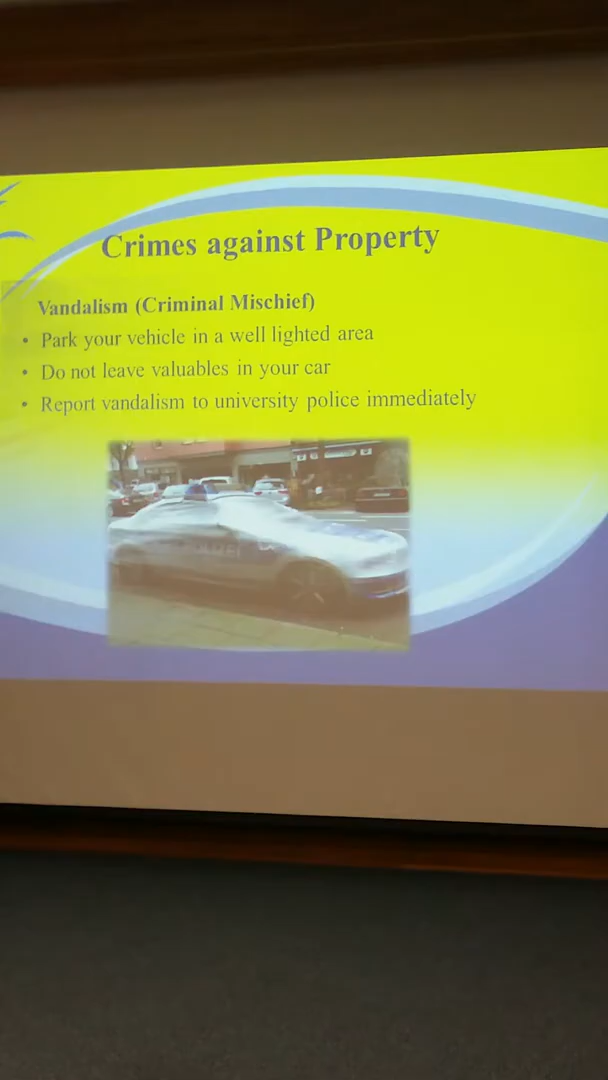 Crimes against Property
Vandalism (Criminal Mischief)
• Park your vehicle in a well lighted area
• Do not leave valuables in your car
• Report vandalism to university police immediately
POLIZEI